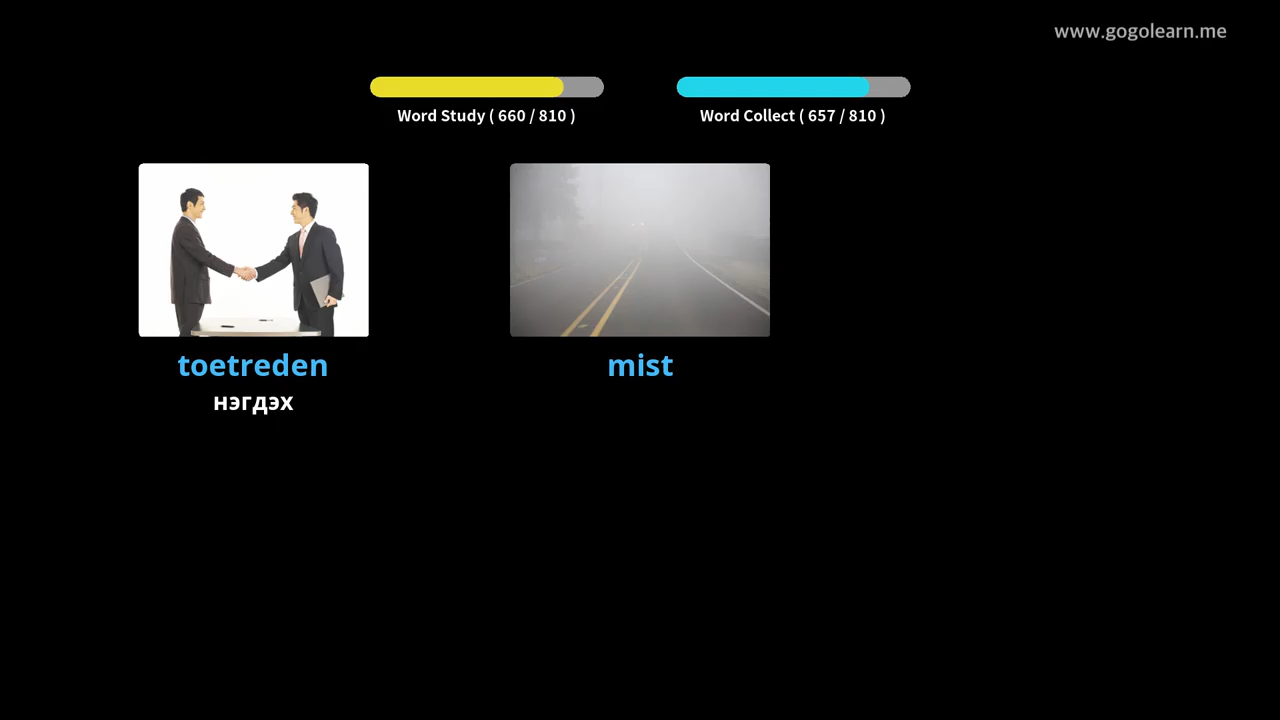 www.gogolearn.me
Word Study ( 660 / 810 )
Word Collect ( 657 / 810 )
toetreden
mist
нэгдэх